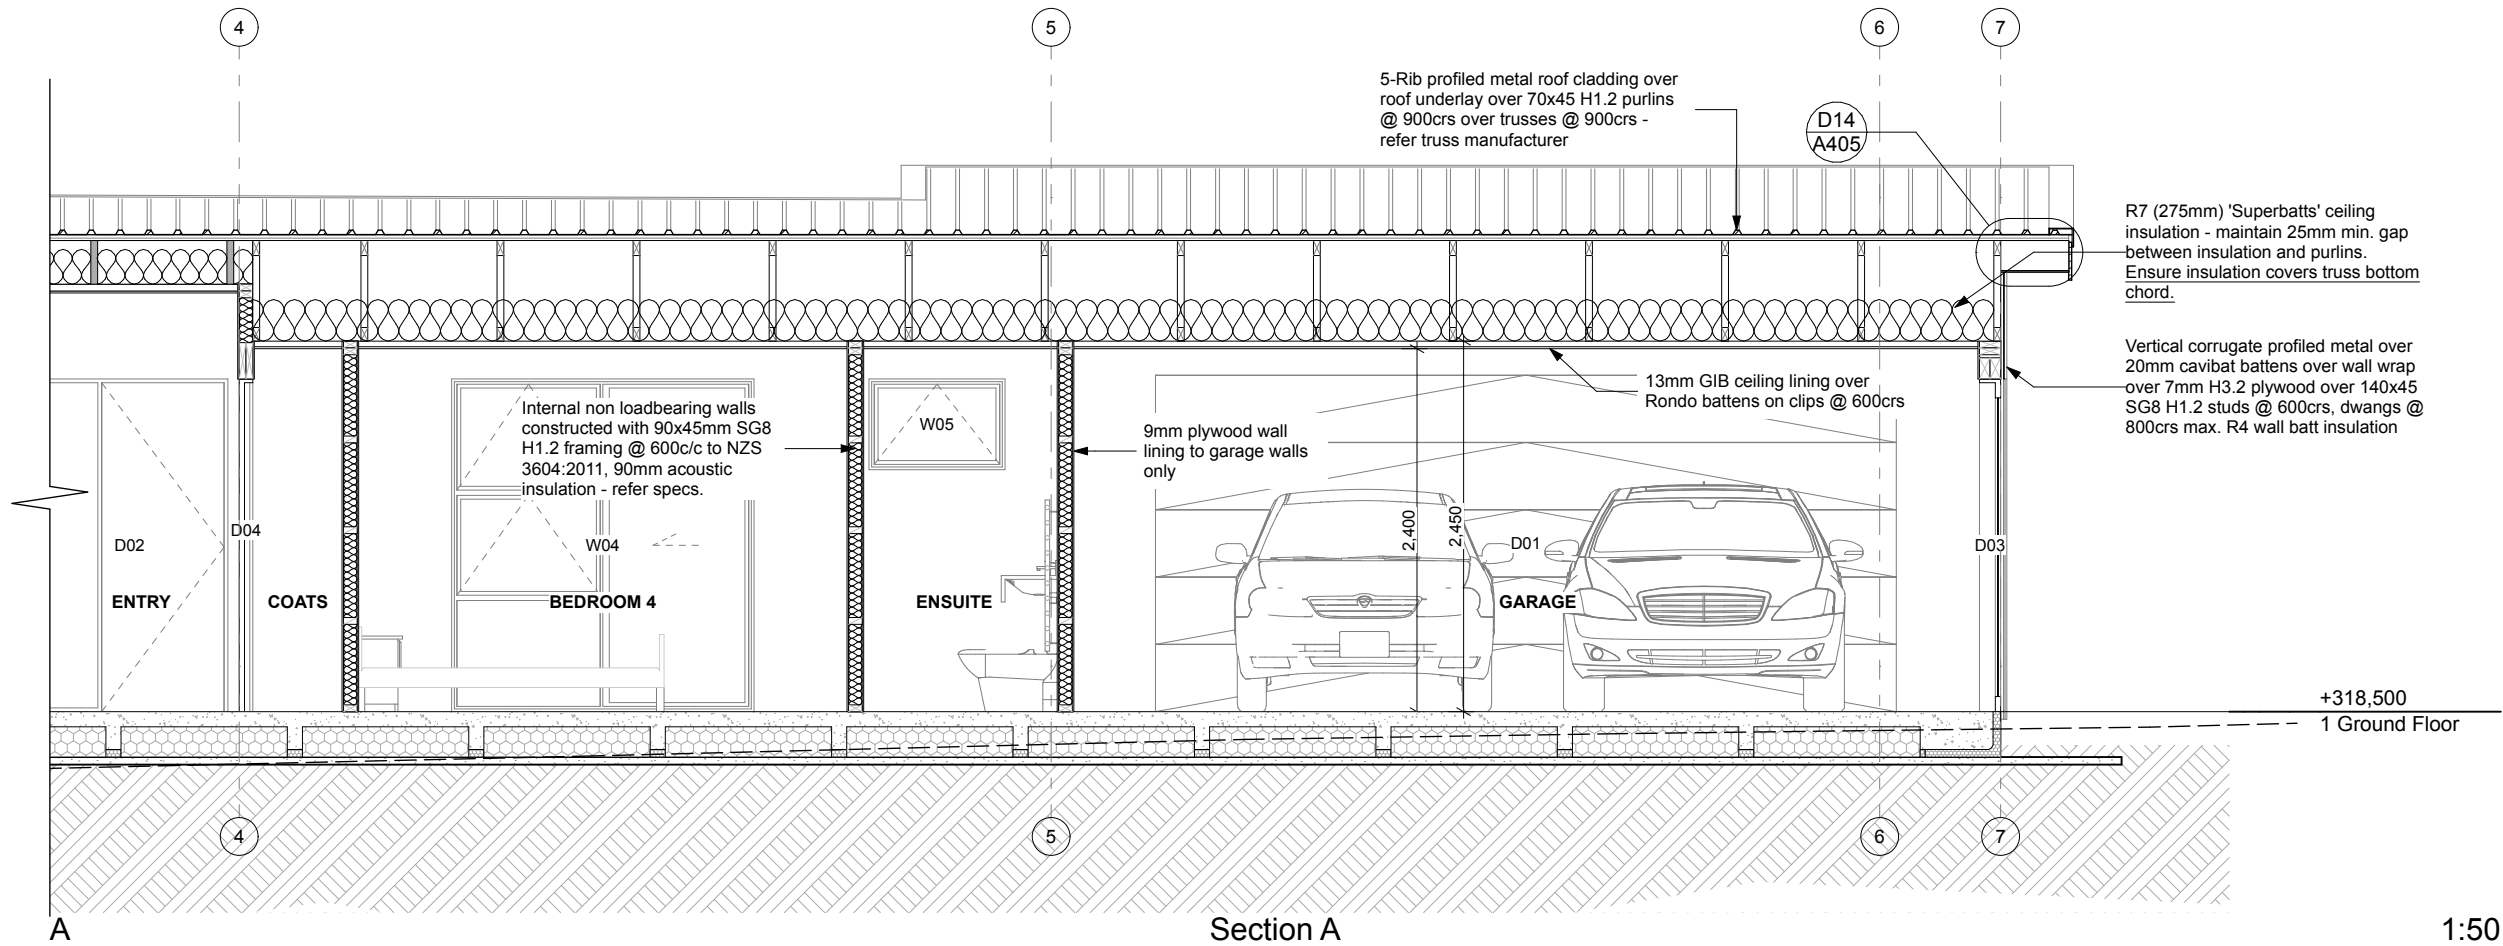 4
5
6
7
5-Rib profiled metal roof cladding over
roof underlay over 70x45 H1.2 purlins
@ 900crs over trusses @ 900crs -
refer truss manufacturer
D14
A405
R7 (275mm) 'Superbatts' ceiling
insulation - maintain 25mm min. gap
between insulation and purlins.
Ensure insulation covers truss bottom
chord.
Vertical corrugate profiled metal over
20mm cavibat battens over wall wrap
over 7mm H3.2 plywood over 140x45
SG8 H1.2 studs @ 600crs, dwangs @
800crs max. R4 wall batt insulation
13mm GIB ceiling lining over
Rondo battens on clips @ 600crs
Internal non loadbearing walls
constructed with 90x45mm SG8
H1.2 framing @ 600c/c to NZS
3604:2011, 90mm acoustic
insulation - refer specs.
W05
9mm plywood wall
lining to garage walls
only
2,400
2,450
D02
D04
W04
D01
D03
ENTRY
COATS
BEDROOM 4
ENSUITE
GARAGE
+318,500
1 Ground Floor
4
5
6
7
A
Section A
1:50